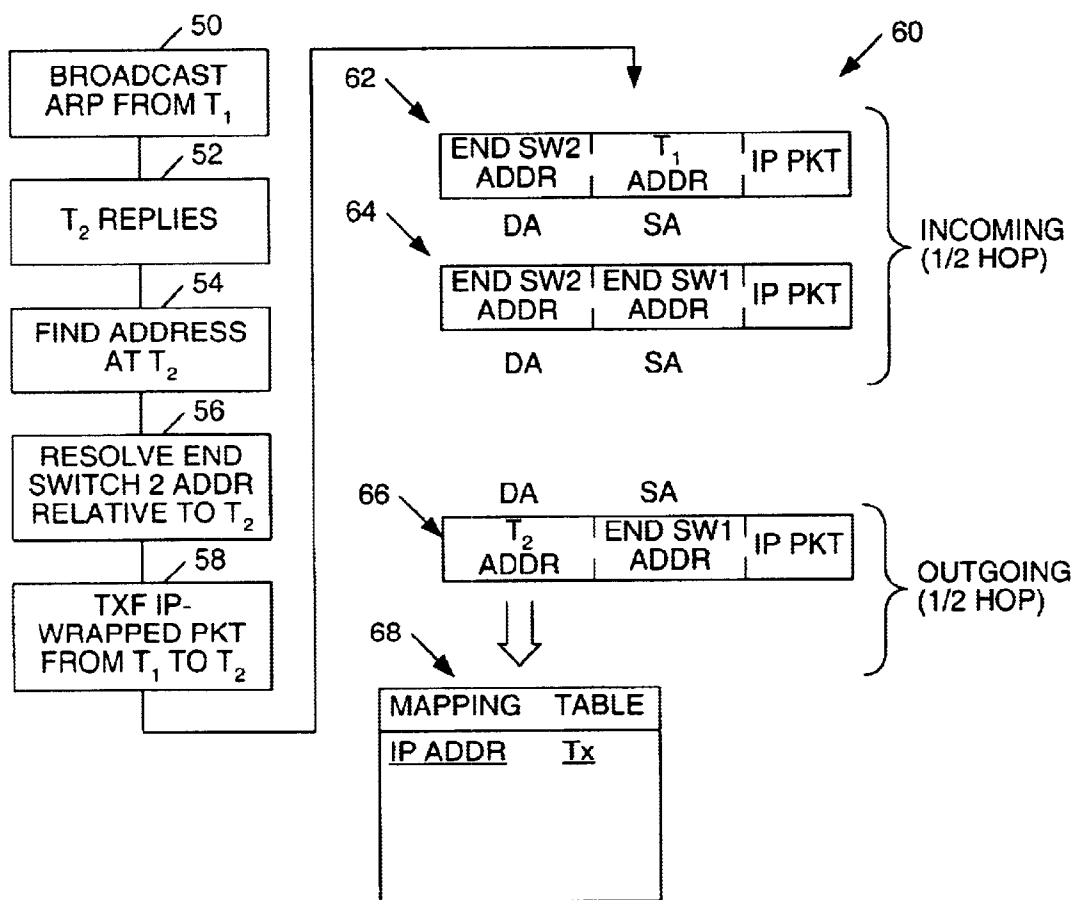 50
BROADCAST
ARP FROM T1
52
T2 REPLIES
54
FIND ADDRESS
AT T2
56
RESOLVE END
SWITCH 2 ADDR
RELATIVE TO T2
58
TXF IP-
WRAPPED PKT
FROM T1 TO T2
60
62
END SW2
ADDR
T1
ADDR
IP PKT
DA
SA
64
END SW2
ADDR
END SW1
ADDR
IP PKT
DA
SA
INCOMING
(1/2 HOP)
DA
SA
66
T2
ADDR
END SW1
ADDR
IP PKT
OUTGOING
(1/2 HOP)
68
MAPPING TABLE
IP ADDR Tx